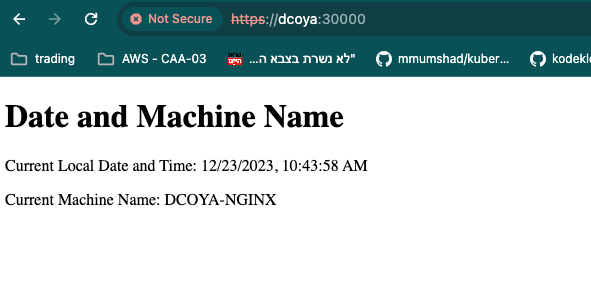 Not Secure https://dcoya:30000
trading AWS - CAA-03 "לא נשרת בצבא ה... mmumshad/kuber... kodekl
Date and Machine Name
Current Local Date and Time: 12/23/2023, 10:43:58 AM
Current Machine Name: DCOYA-NGINX